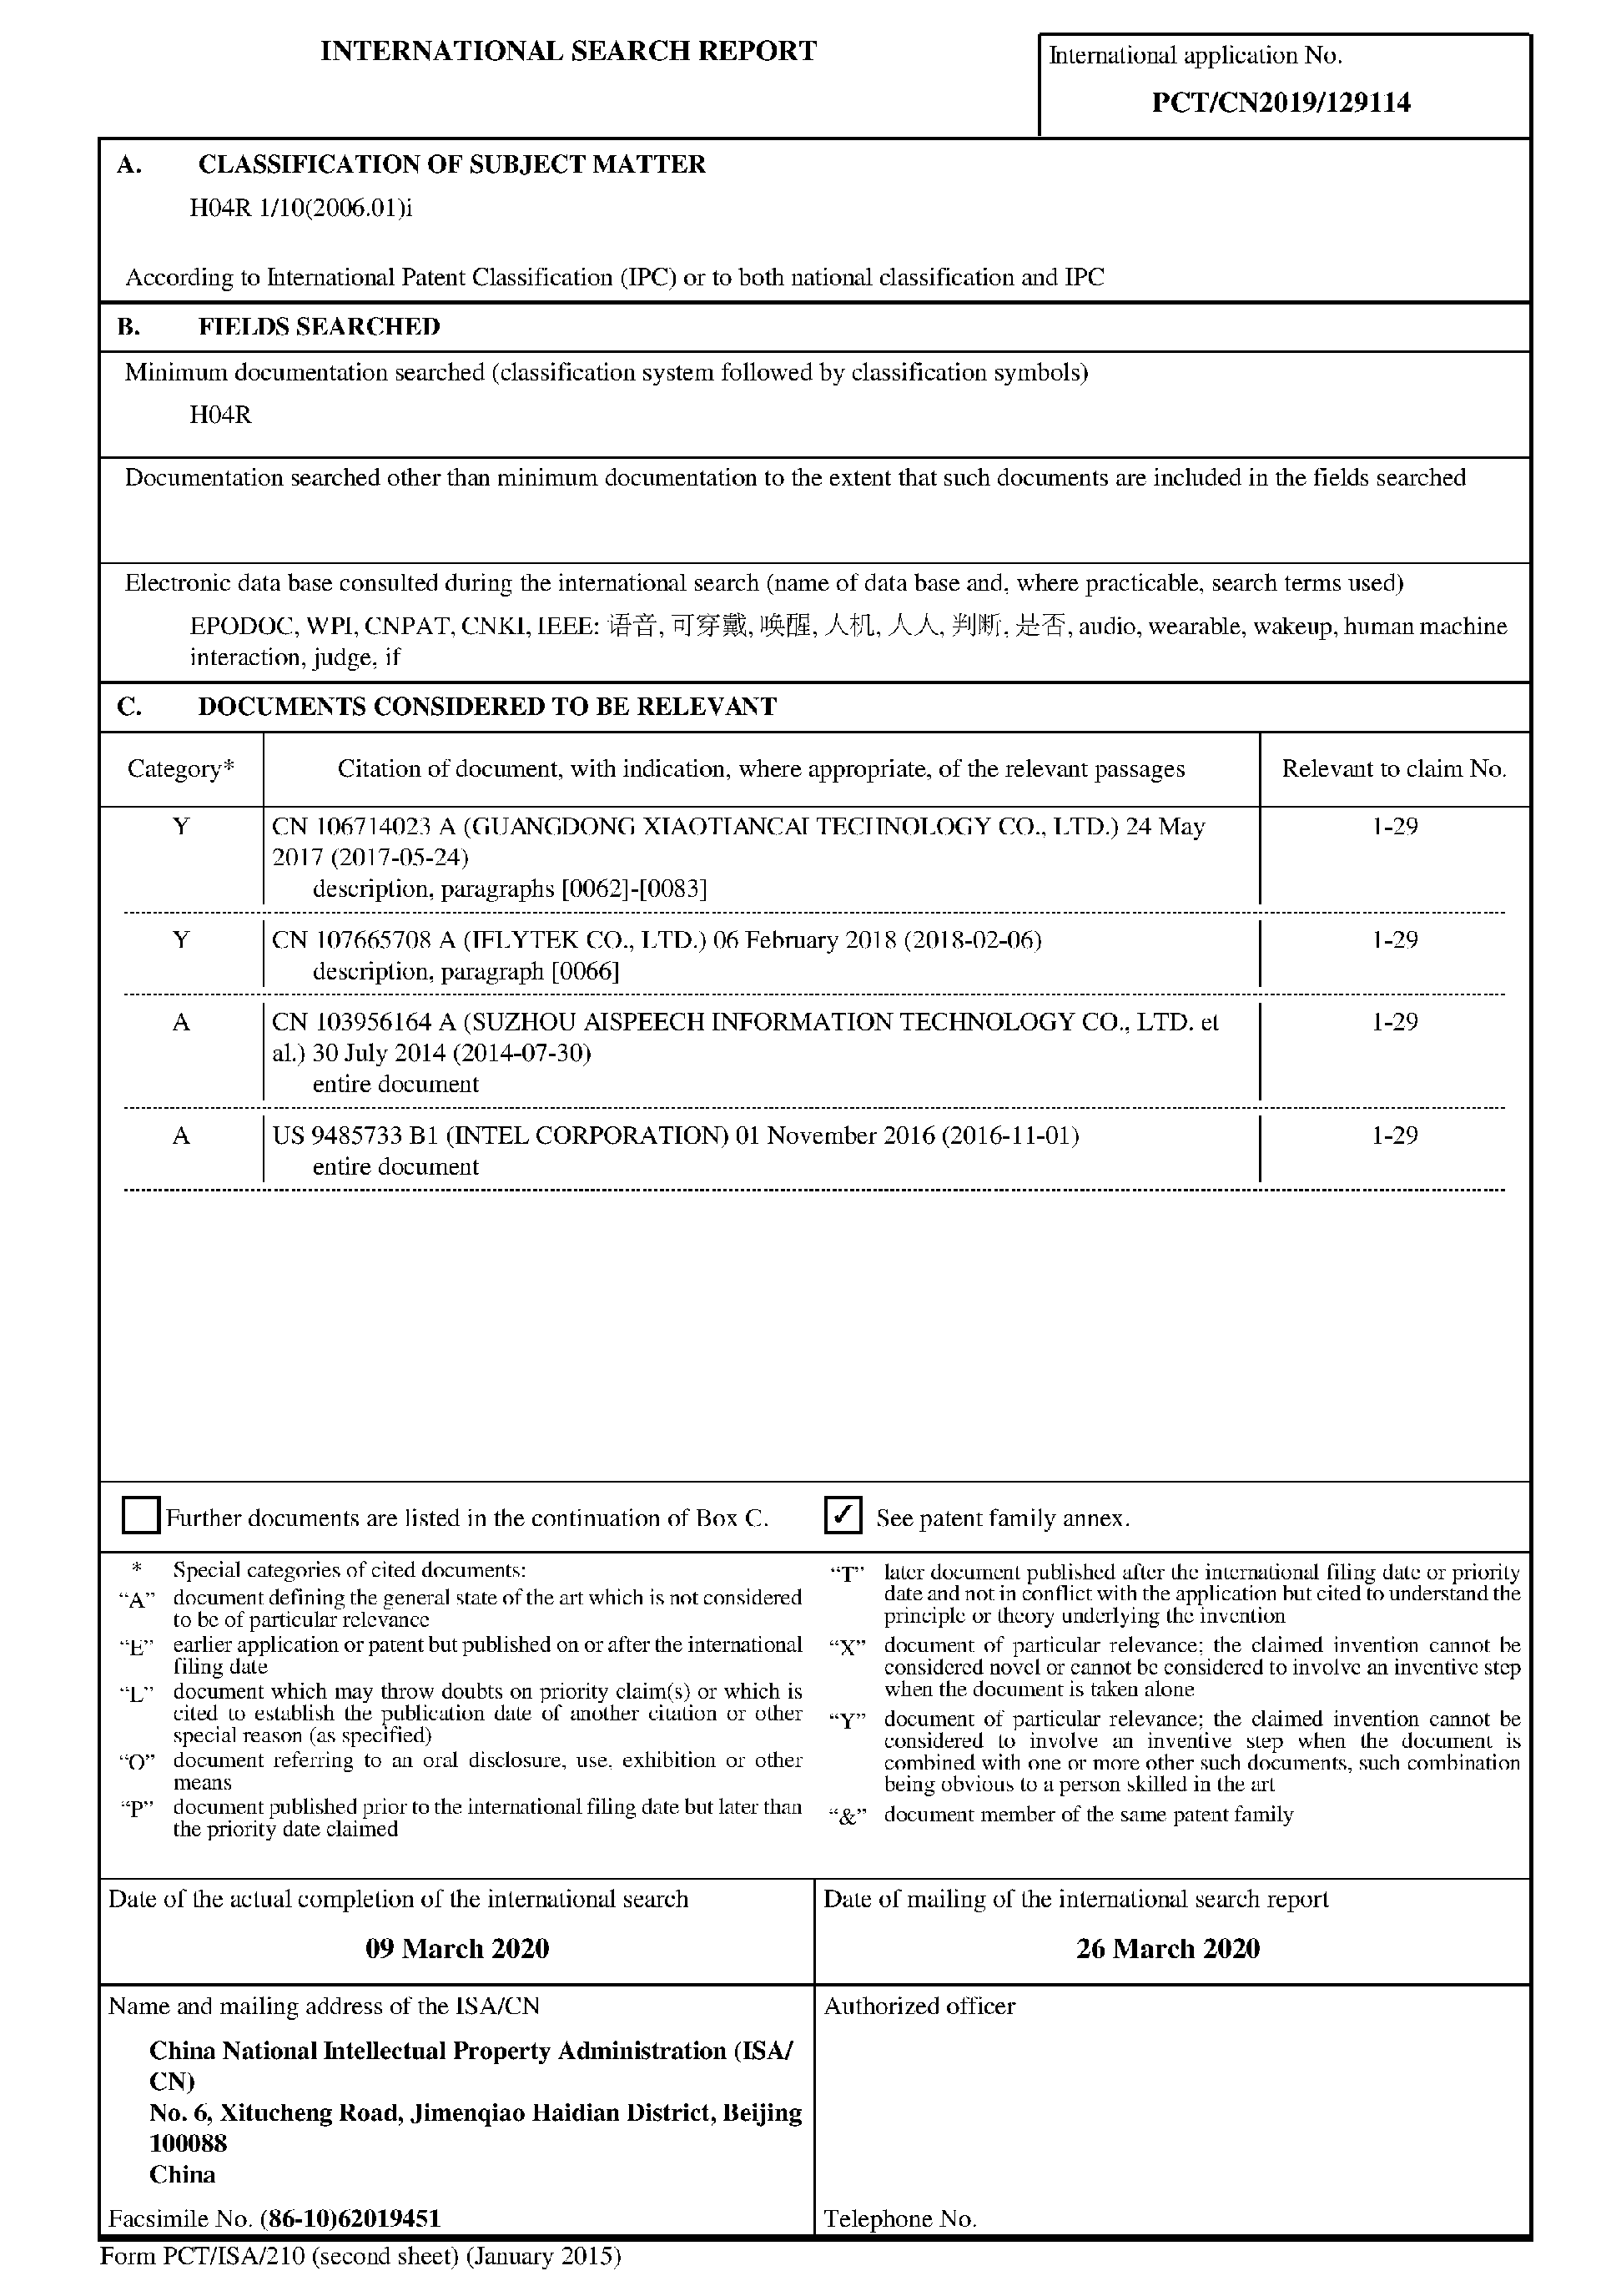 INTERNATIONAL SEARCH REPORT
International application No.
PCT/CN2019/129114
A. CLASSIFICATION OF SUBJECT MATTER
H04R 1/10(2006.01)i
According to International Patent Classification (IPC) or to both national classification and IPC
B. FIELDS SEARCHED
Minimum documentation searched (classification system followed by classification symbols)
H04R
Documentation searched other than minimum documentation to the extent that such documents are included in the fields searched
Electronic data base consulted during the international search (name of data base and, where practicable, search terms used)
EPODOC, WPI, CNPAT, CNKI, IEEE: 语音, 可穿戴, 唤醒, 人机, 人人, 判断, 是否, audio, wearable, wakeup, human machine
interaction, judge, if
C. DOCUMENTS CONSIDERED TO BE RELEVANT
Category* Citation of document, with indication, where appropriate, of the relevant passages Relevant to claim No.
Y CN 106714023 A (GUANGDONG XIAOTIANCAI TECHNOLOGY CO., LTD.) 24 May 1-29
2017 (2017-05-24)
description, paragraphs [0062]-[0083]
Y CN 107665708 A (IFLYTEK CO., LTD.) 06 February 2018 (2018-02-06) 1-29
description, paragraph [0066]
A CN 103956164 A (SUZHOU AISPEECH INFORMATION TECHNOLOGY CO., LTD. et 1-29
al.) 30 July 2014 (2014-07-30)
entire document
A US 9485733 B1 (INTEL CORPORATION) 01 November 2016 (2016-11-01) 1-29
entire document
Further documents are listed in the continuation of Box C.
✓ See patent family annex.
* Special categories of cited documents:
“A” document defining the general state of the art which is not considered
to be of particular relevance
“E” earlier application or patent but published on or after the international
filing date
“L” document which may throw doubts on priority claim(s) or which is
cited to establish the publication date of another citation or other
special reason (as specified)
“O” document referring to an oral disclosure, use, exhibition or other
means
“P” document published prior to the international filing date but later than
the priority date claimed
“T” later document published after the international filing date or priority
date and not in conflict with the application but cited to understand the
principle or theory underlying the invention
“X” document of particular relevance; the claimed invention cannot be
considered novel or cannot be considered to involve an inventive step
when the document is taken alone
“Y” document of particular relevance; the claimed invention cannot be
considered to involve an inventive step when the document is
combined with one or more other such documents, such combination
being obvious to a person skilled in the art
“&” document member of the same patent family
Date of the actual completion of the international search
09 March 2020
Date of mailing of the international search report
26 March 2020
Name and mailing address of the ISA/CN
China National Intellectual Property Administration (ISA/
CN)
No. 6, Xitucheng Road, Jimenqiao Haidian District, Beijing
100088
China
Facsimile No. (86-10)62019451
Authorized officer
Telephone No.
Form PCT/ISA/210 (second sheet) (January 2015)